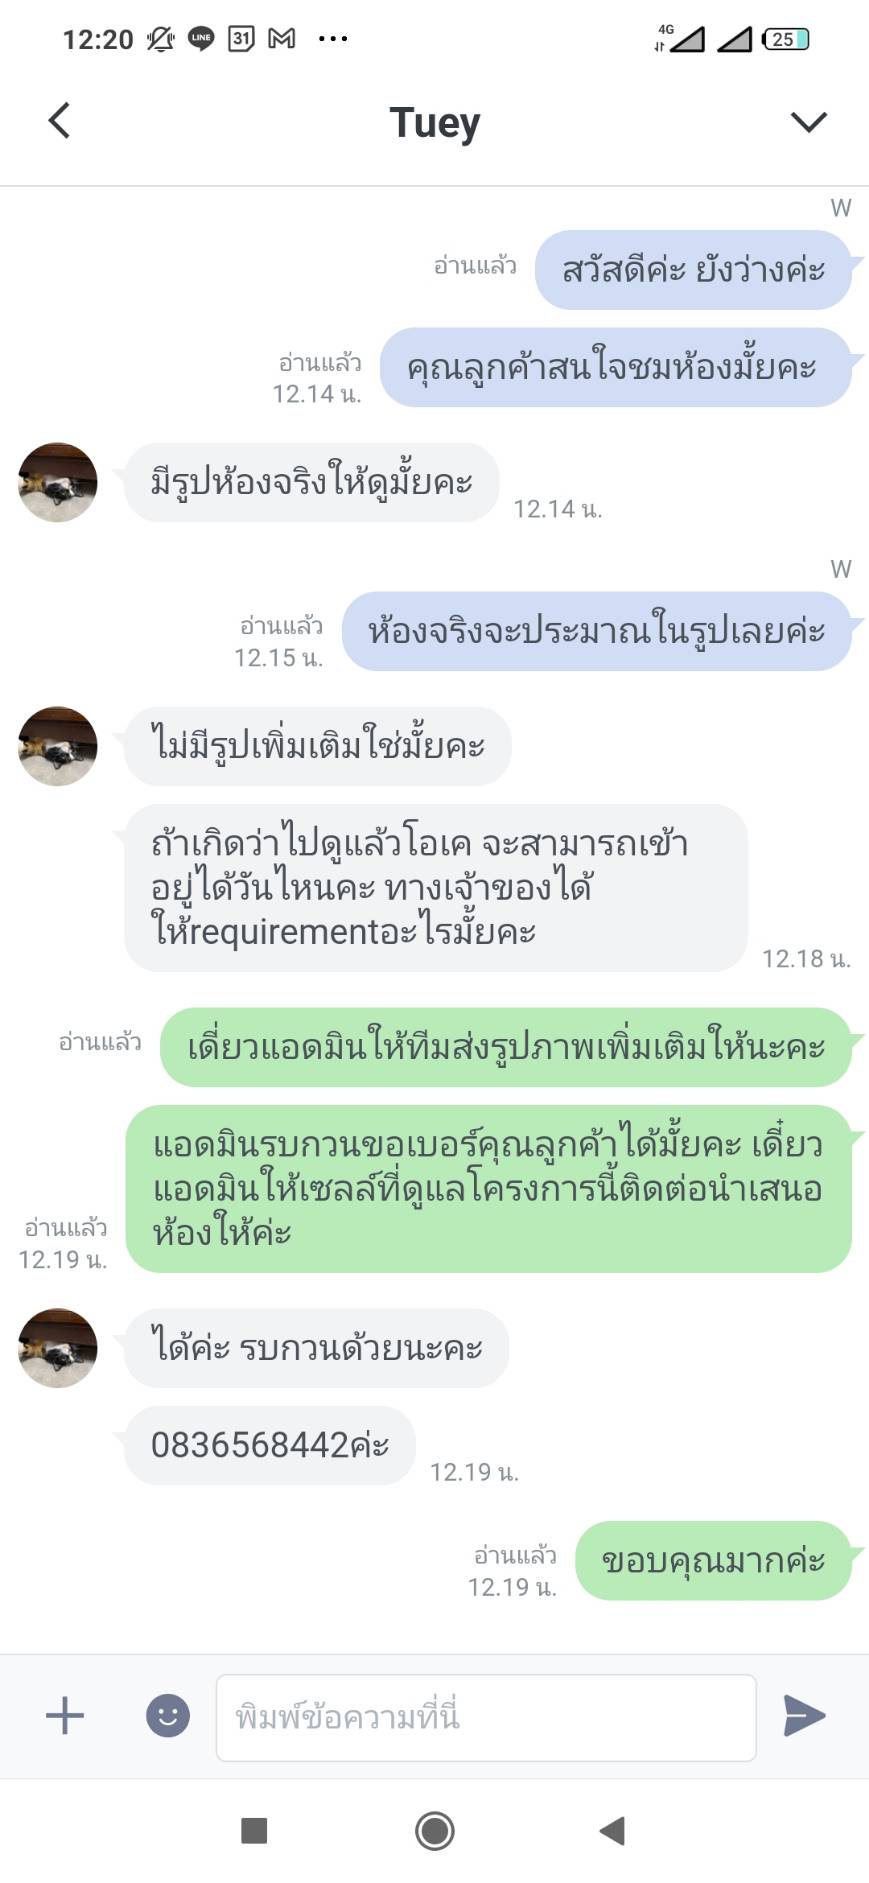 12:20
LINE
31
4G
25
Tuey
W
อ่านแล้ว
สวัสดีค่ะ ยังว่างค่ะ
อ่านแล้ว
12.14 น.
คุณลูกค้าสนใจชมห้องมั้ยคะ
มีรูปห้องจริงให้ดูมั้ยคะ
12.14 น.
W
อ่านแล้ว
12.15 น.
ห้องจริงจะประมาณในรูปเลยค่ะ
ไม่มีรูปเพิ่มเติมใช่มั้ยคะ
ถ้าเกิดว่าไปดูแล้วโอเค จะสามารถเข้า
อยู่ได้วันไหนคะ ทางเจ้าของได้
ให้requirementอะไรมั้ยคะ
12.18 น.
อ่านแล้ว
เดี่ยวแอดมินให้ทีมส่งรูปภาพเพิ่มเติมให้นะคะ
แอดมินรบกวนขอเบอร์คุณลูกค้าได้มั้ยคะ เดี๋ยว
แอดมินให้เซลล์ที่ดูแลโครงการนี้ติดต่อนำเสนอ
ห้องให้ค่ะ
อ่านแล้ว
12.19 น.
ได้ค่ะ รบกวนด้วยนะคะ
0836568442ค่ะ
12.19 น.
อ่านแล้ว
12.19 น.
ขอบคุณมากค่ะ
พิมพ์ข้อความที่นี่